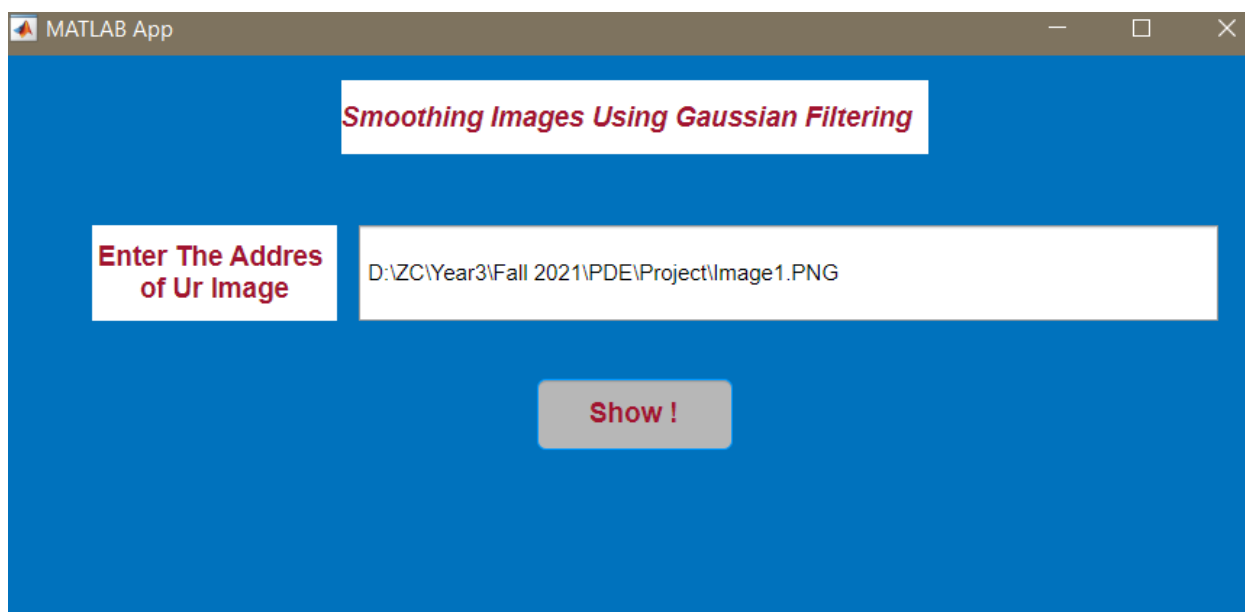 MATLAB App
Smoothing Images Using Gaussian Filtering
Enter The Addres
of Ur Image
D:\ZC\Year3\Fall 2021\PDE\Project\Image1.PNG
Show !